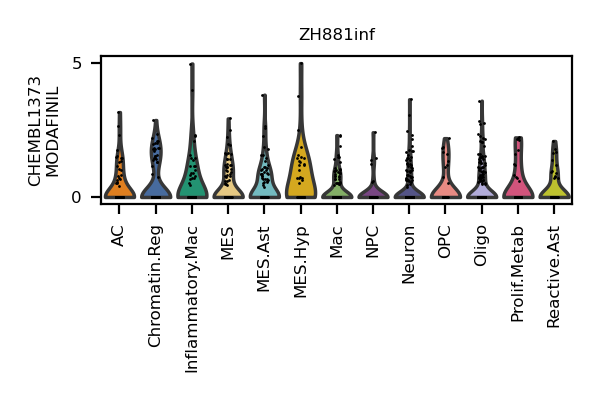 ZH881inf
CHEMBL1373
MODAFINIL
5
0
AC
Chromatin.Reg
Inflammatory.Mac
MES
MES.Ast
MES.Hyp
Mac
NPC
Neuron
OPC
Oligo
Prolif.Metab
Reactive.Ast